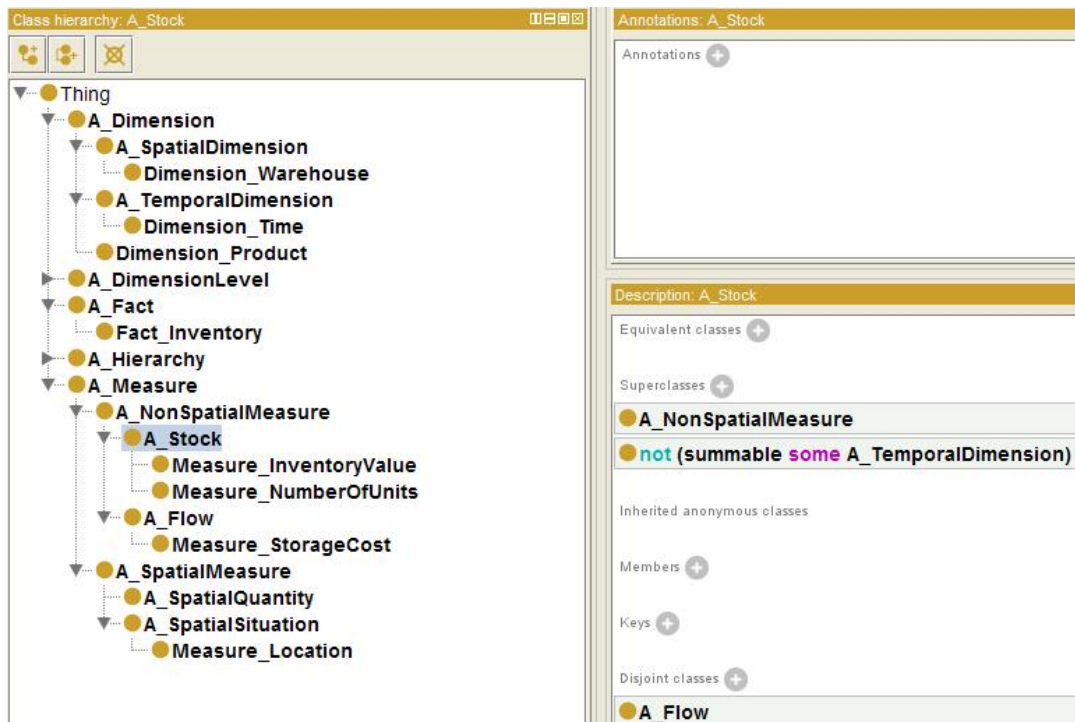 Class hierarchy: A_Stock
Thing
A_Dimension
A_SpatialDimension
Dimension_Warehouse
A_TemporalDimension
Dimension_Time
Dimension_Product
A_DimensionLevel
A_Fact
Fact_Inventory
A_Hierarchy
A_Measure
A_NonSpatialMeasure
A_Stock
Measure_InventoryValue
Measure_NumberOfUnits
A_Flow
Measure_StorageCost
A_SpatialMeasure
A_SpatialQuantity
A_SpatialSituation
Measure_Location
Annotations: A_Stock
Annotations
Description: A_Stock
Equivalent classes
Superclasses
A_NonSpatialMeasure
not (summable some A_TemporalDimension)
Inherited anonymous classes
Members
Keys
Disjoint classes
A_Flow